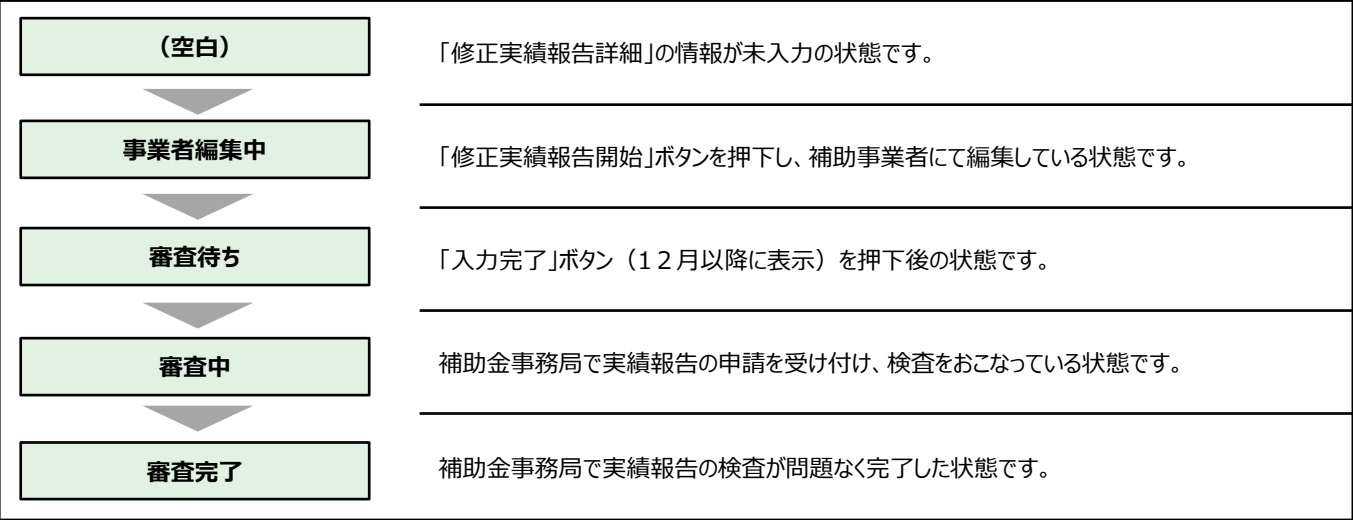 （空白）
「修正実績報告詳細」の情報が未入力の状態です。
事業者編集中
「修正実績報告開始」ボタンを押下し、補助事業者にて編集している状態です。
審査待ち
「入力完了」ボタン（１２月以降に表示）を押下後の状態です。
審査中
補助金事務局で実績報告の申請を受け付け、検査をおこなっている状態です。
審査完了
補助金事務局で実績報告の検査が問題なく完了した状態です。